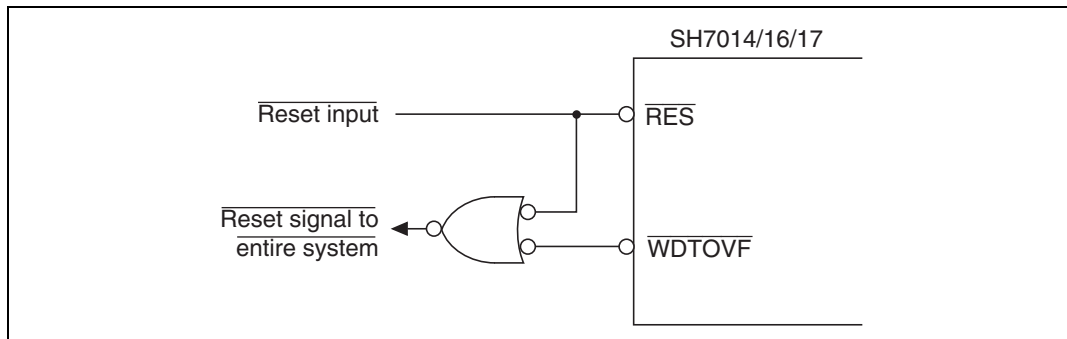 SH7014/16/17
Reset input
RES
Reset signal to
entire system
WDTOVF